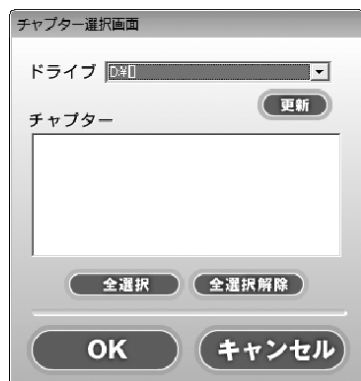 チャプター選択画面
ドライブ D:¥[]
更新
チャプター
全選択 全選択解除
OK キャンセル